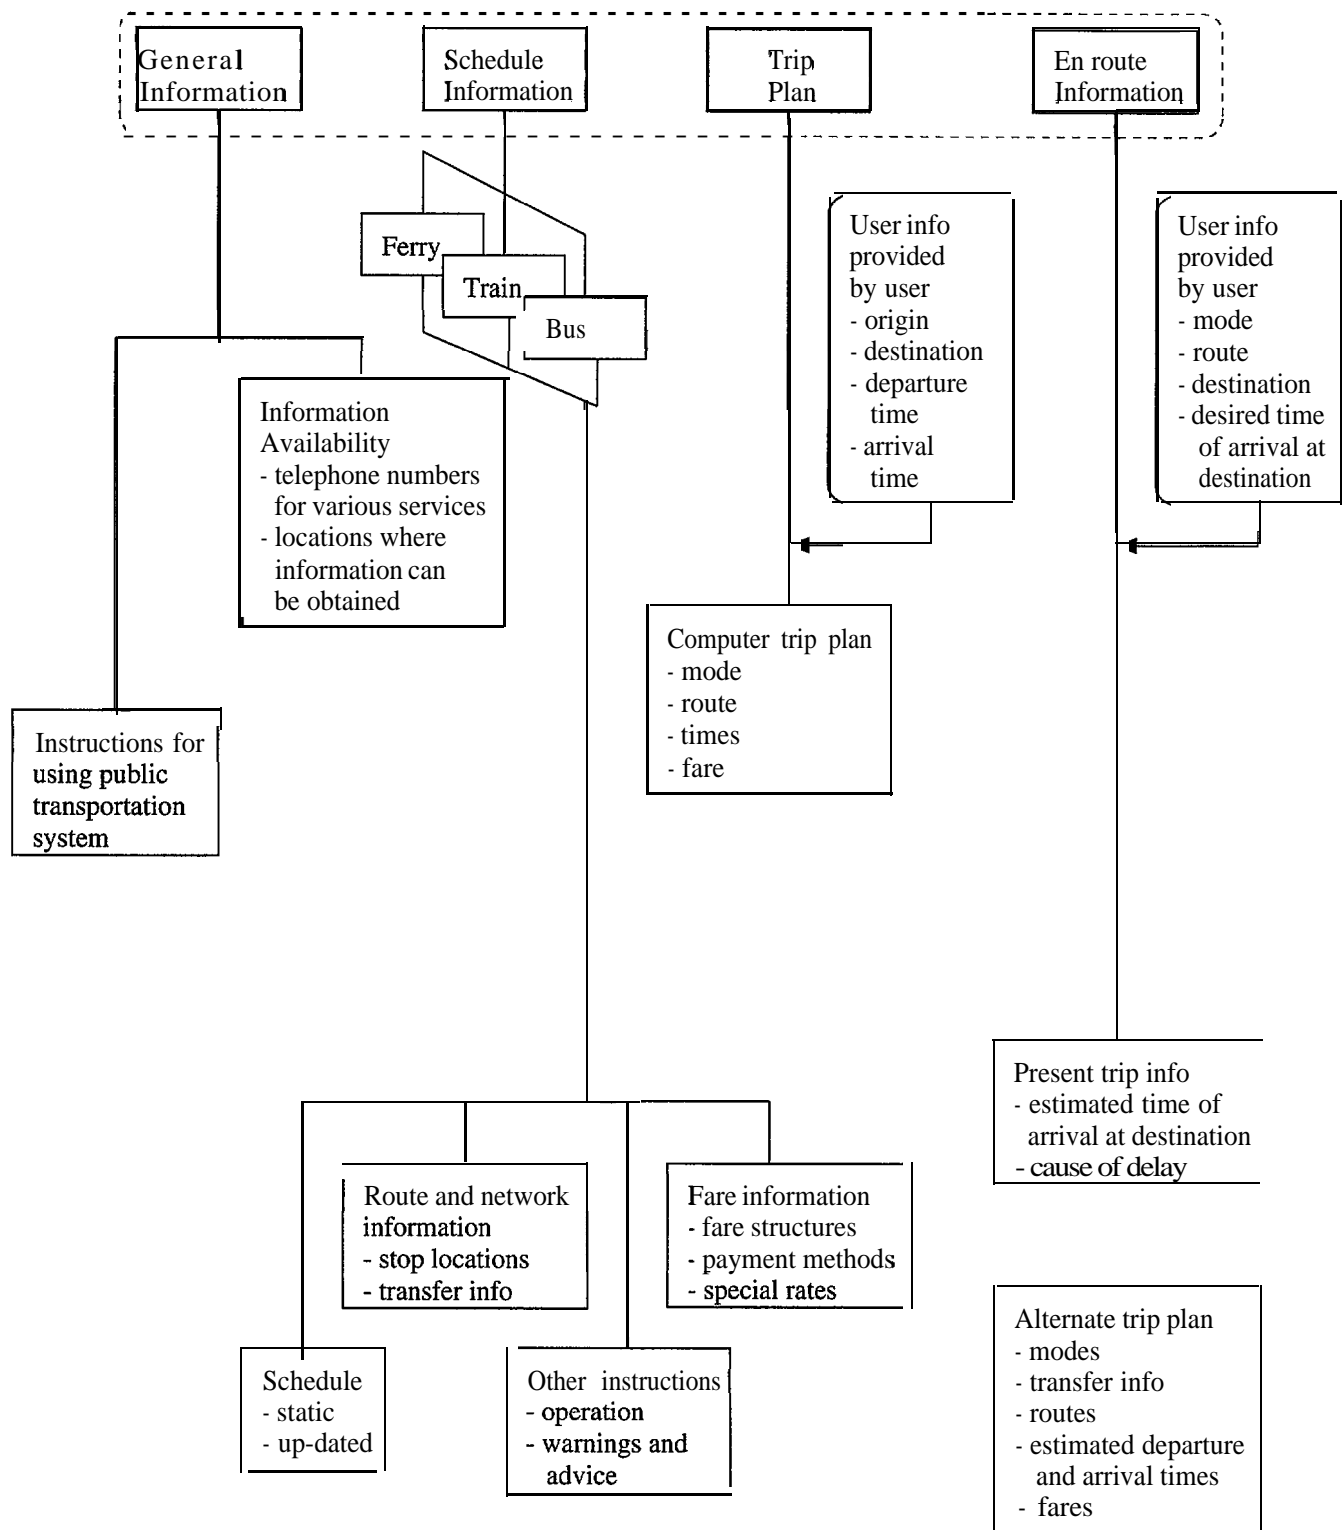 General
Information
Schedule
Information
Trip
Plan
En route
Information
Ferry
Train
Bus
User info
provided
by user
- origin
- destination
- departure
time
- arrival
time
User info
provided
by user
- mode
- route
- destination
- desired time
of arrival at
destination
Information
Availability
- telephone numbers
for various services
- locations where
information can
be obtained
Computer trip plan
- mode
- route
- times
- fare
Instructions for
using public
transportation
system
Present trip info
- estimated time of
arrival at destination
- cause of delay
Route and network
information
- stop locations
- transfer info
Fare information
- fare structures
- payment methods
- special rates
Schedule
- static
- up-dated
Other instructions
- operation
- warnings and
advice
Alternate trip plan
- modes
- transfer info
- routes
- estimated departure
and arrival times
- fares